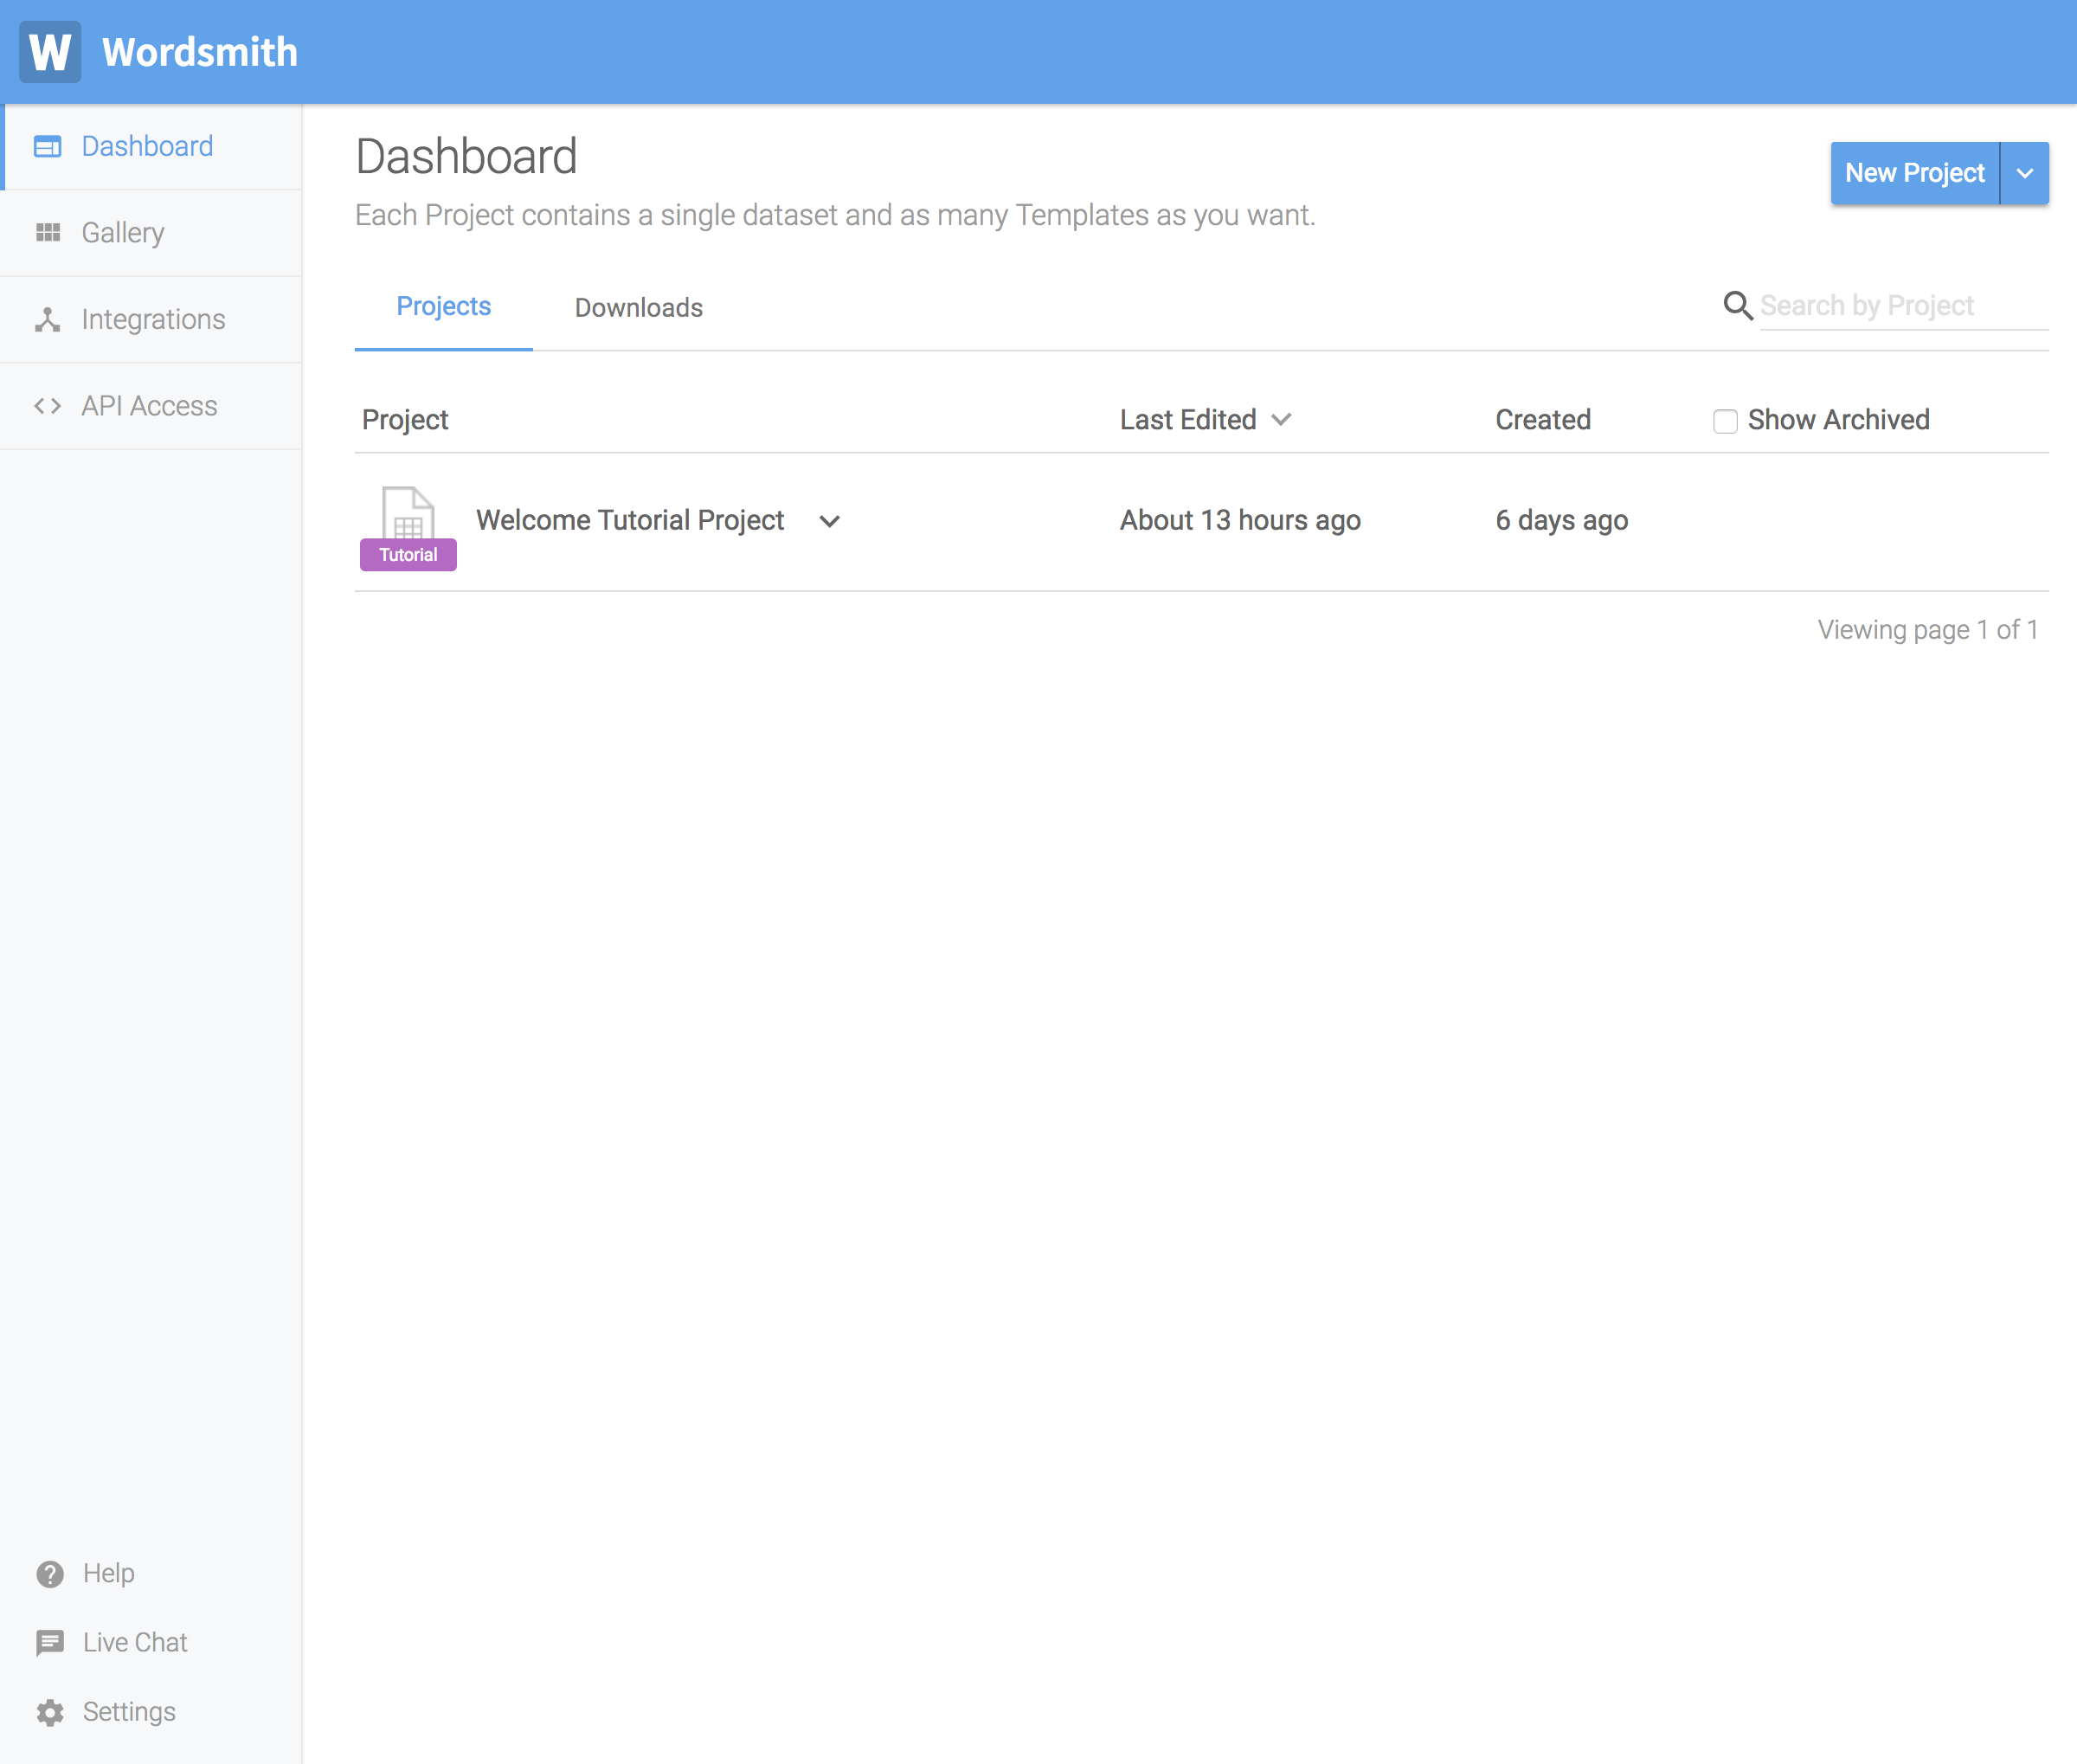 W Wordsmith
Dashboard
Gallery
Integrations
API Access
Dashboard
New Project
Each Project contains a single dataset and as many Templates as you want.
Projects Downloads Search by Project
Project Last Edited Created Show Archived
Welcome Tutorial Project About 13 hours ago 6 days ago
Tutorial
Viewing page 1 of 1
Help
Live Chat
Settings